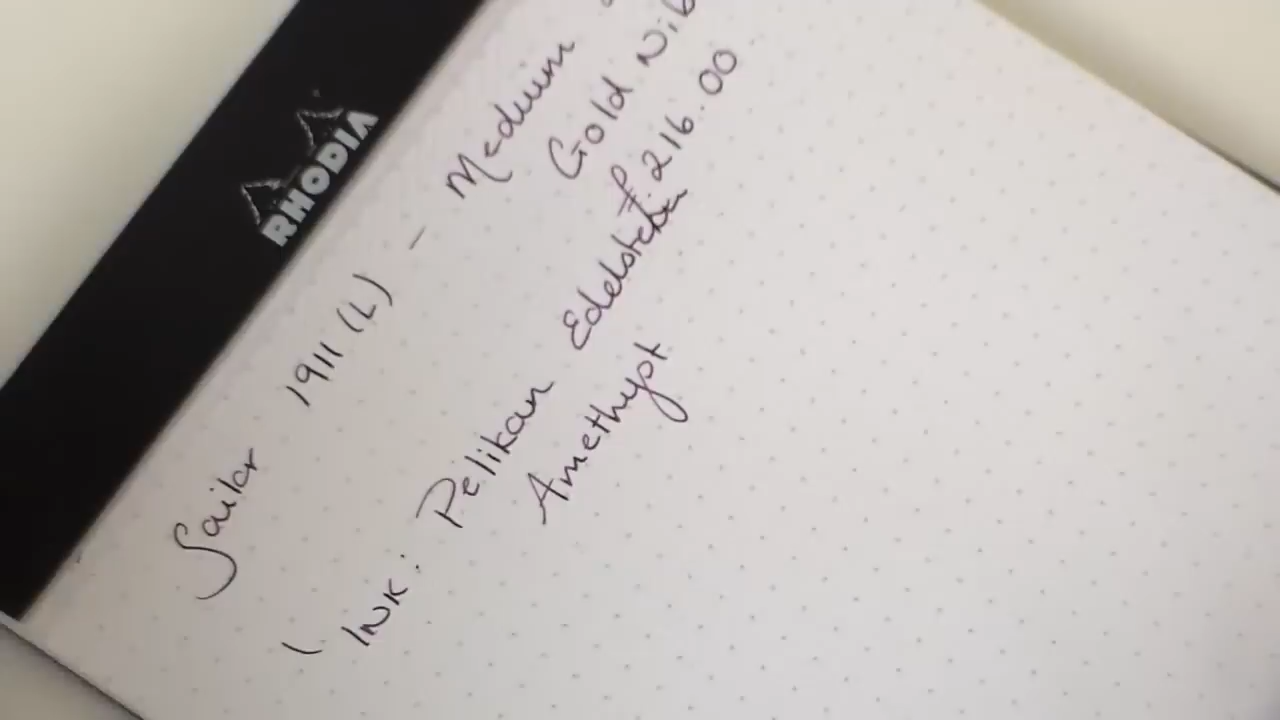 RHODIA
Sailor 1911 (L) - Medium
Gold Nib
216.00
INK: Pelikan Edelstein
Amethyst